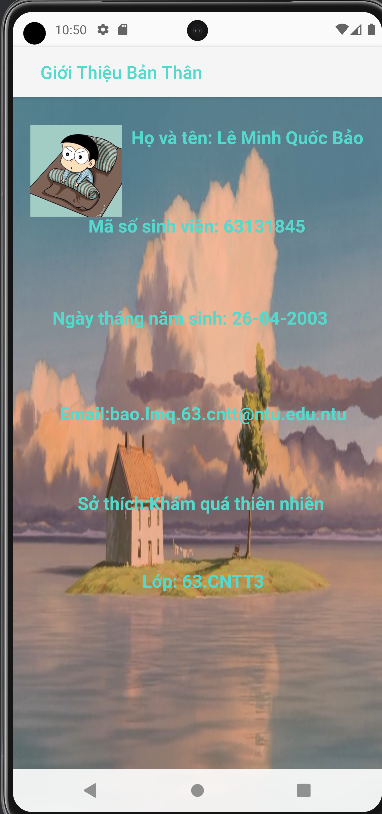 10:50
Giới Thiệu Bản Thân
Họ và tên: Lê Minh Quốc Bảo
Mã số sinh viên: 63131845
Ngày tháng năm sinh: 26-04-2003
Email:bao.lmq.63.cntt@ntu.edu.ntu
Sở thích:Khám quá thiên nhiên
Lớp: 63.CNTT3